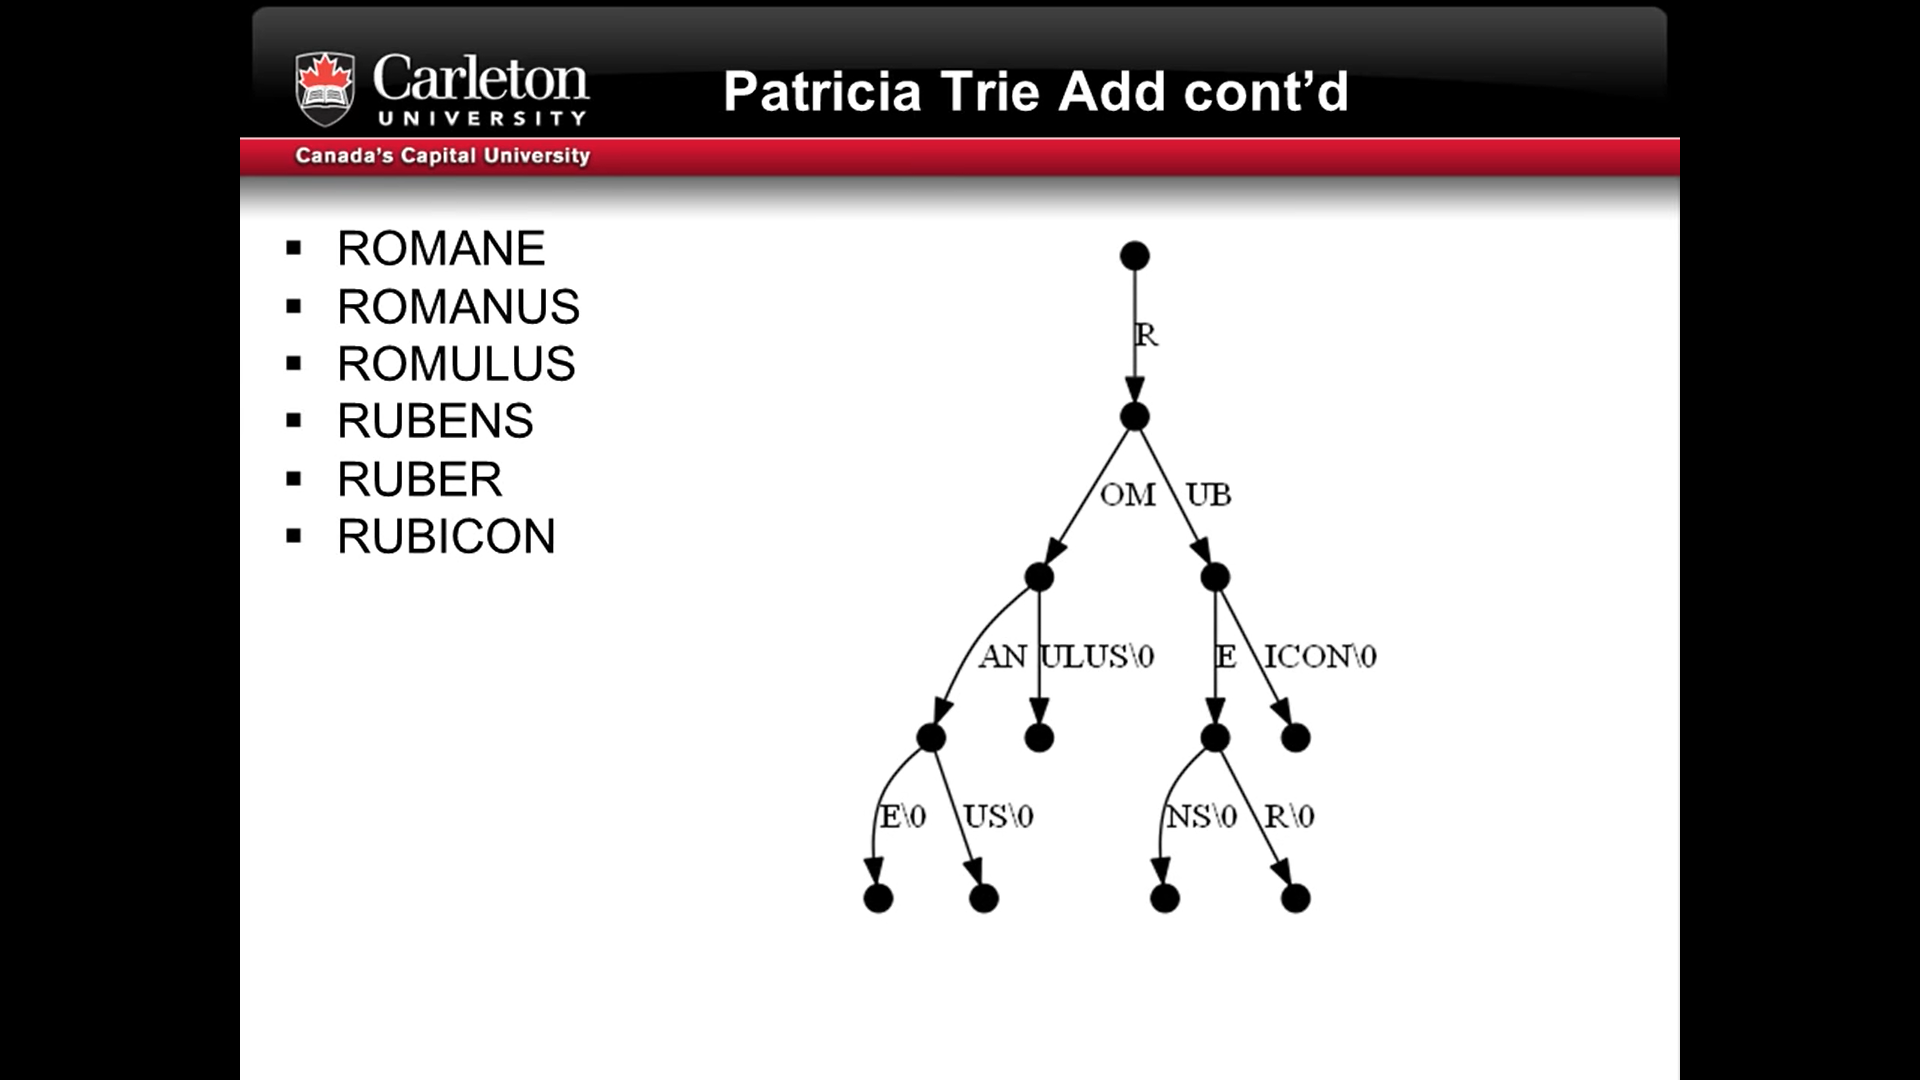 Carleton
UNIVERSITY
Canada's Capital University
Patricia Trie Add cont’d
ROMANE
ROMANUS
ROMULUS
RUBENS
RUBER
RUBICON
R
OM UB
AN ULUS\0 E ICON\0
E\0 US\0 NS\0 R\0